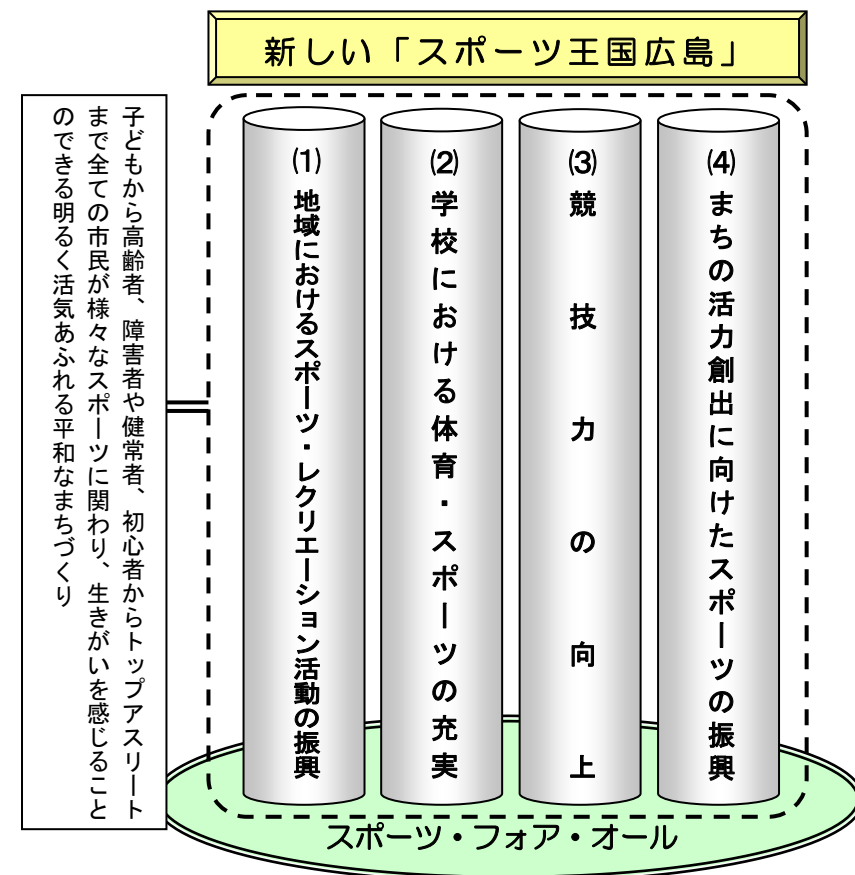 新しい「スポーツ王国広島」
子どもから高齢者、障害者や健常者、初心者からトップアスリート
まで全ての市民が様々なスポーツに関わり、生きがいを感じること
のできる明るく活気あふれる平和なまちづくり
⑴ 地域におけるスポーツ・レクリエーション活動の振興
⑵ 学校における体育・スポーツの充実
⑶ 競技力の向上
⑷ まちの活力創出に向けたスポーツの振興
スポーツ・フォア・オール